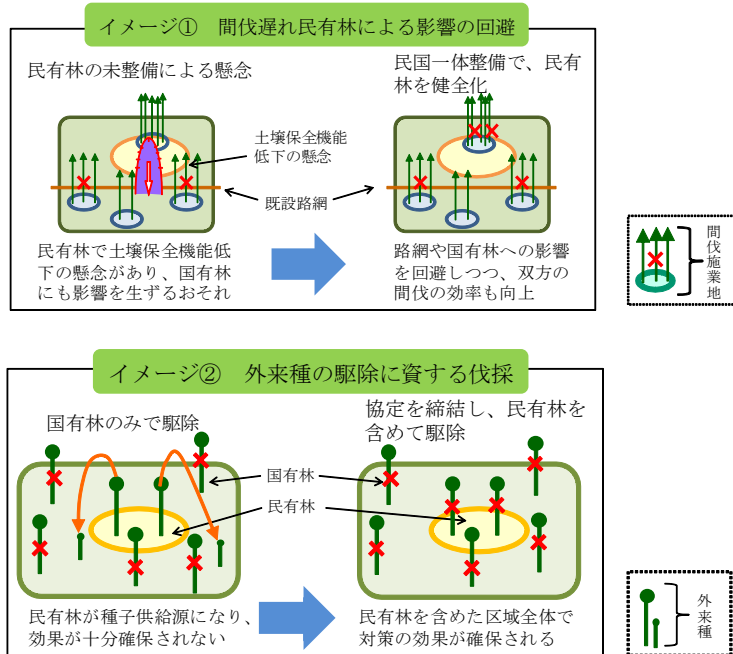 イメージ①　間伐遅れ民有林による影響の回避
民有林の未整備による懸念
民国一体整備で、民有
林を健全化
土壌保全機能
低下の懸念
既設路網
民有林で土壌保全機能低
下の懸念があり、国有林
にも影響を生ずるおそれ
路網や国有林への影響
を回避しつつ、双方の
間伐の効率も向上
間伐施業地
イメージ②　外来種の駆除に資する伐採
国有林のみで駆除
協定を締結し、民有林を
含めて駆除
国有林
民有林
民有林が種子供給源になり、
効果が十分確保されない
民有林を含めた区域全体で
対策の効果が確保される
外来種